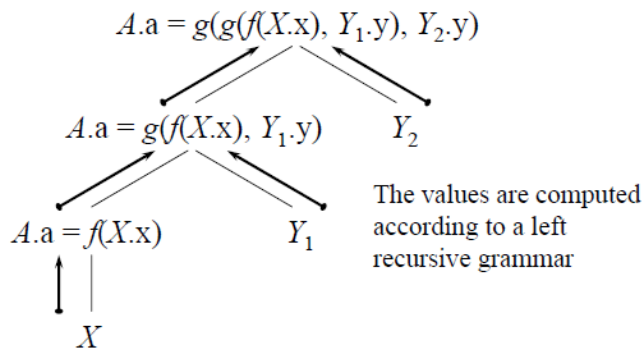 A.a = g(g(f(X.x), Y₁.y), Y₂.y)
A.a = g(f(X.x), Y₁.y)
Y₂
The values are computed
according to a left
recursive grammar
A.a = f(X.x)
Y₁
X